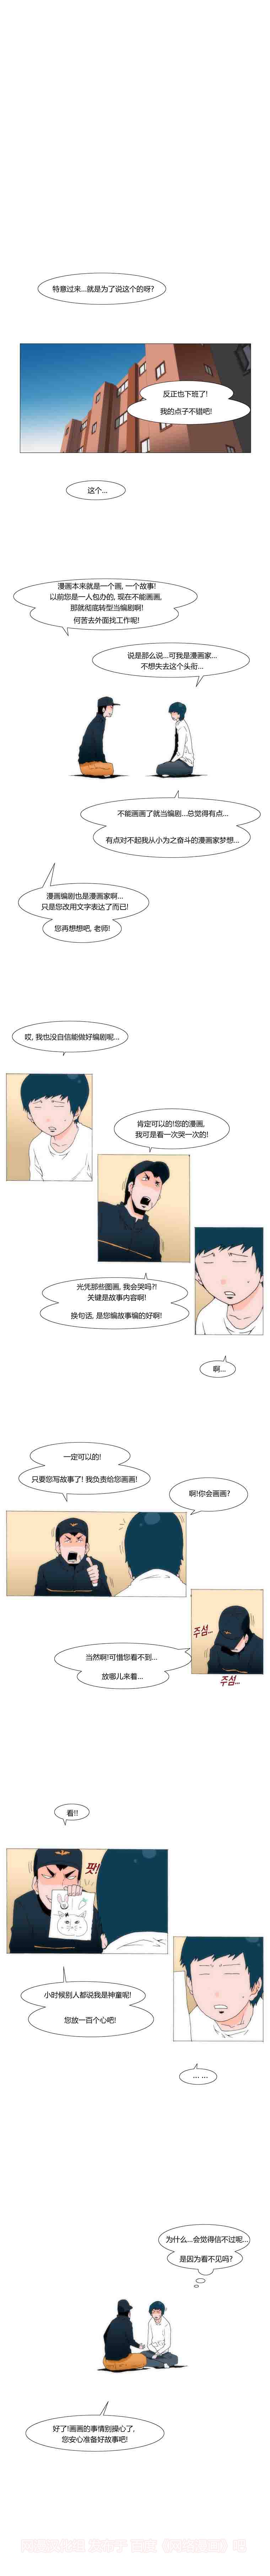 特意过来...就是为了说这个的呀?
反正也下班了!
我的点子不错吧!
这个...
漫画本来就是一个画, 一个故事!
以前您是一人包办的, 现在不能画画,
那就彻底转型当编剧啊!
何苦去外面找工作呢!
说是那么说...可我是漫画家...
不想失去这个头衔...
不能画画了就当编剧...总觉得有点...
有点对不起我从小为之奋斗的漫画家梦想...
漫画编剧也是漫画家啊...
只是您改用文字表达了而已!
您再想想吧, 老师!
哎, 我也没自信能做好编剧呢...
肯定可以的!您的漫画,
我可是看一次哭一次的!
光凭那些图画, 我会哭吗?!
关键是故事内容啊!
换句话, 是您编故事编的好啊!
啊...
一定可以的!
只要您写故事了! 我负责给您画画!
啊!你会画画?
주섬...
주섬...
当然啊!可惜您看不到...
放哪儿来着...
看!!
팟!
小时候别人都说我是神童呢!
您放一百个心吧!
... ...
为什么...会觉得信不过呢...
是因为看不见吗?
好了!画画的事情别操心了,
您安心准备好故事吧!